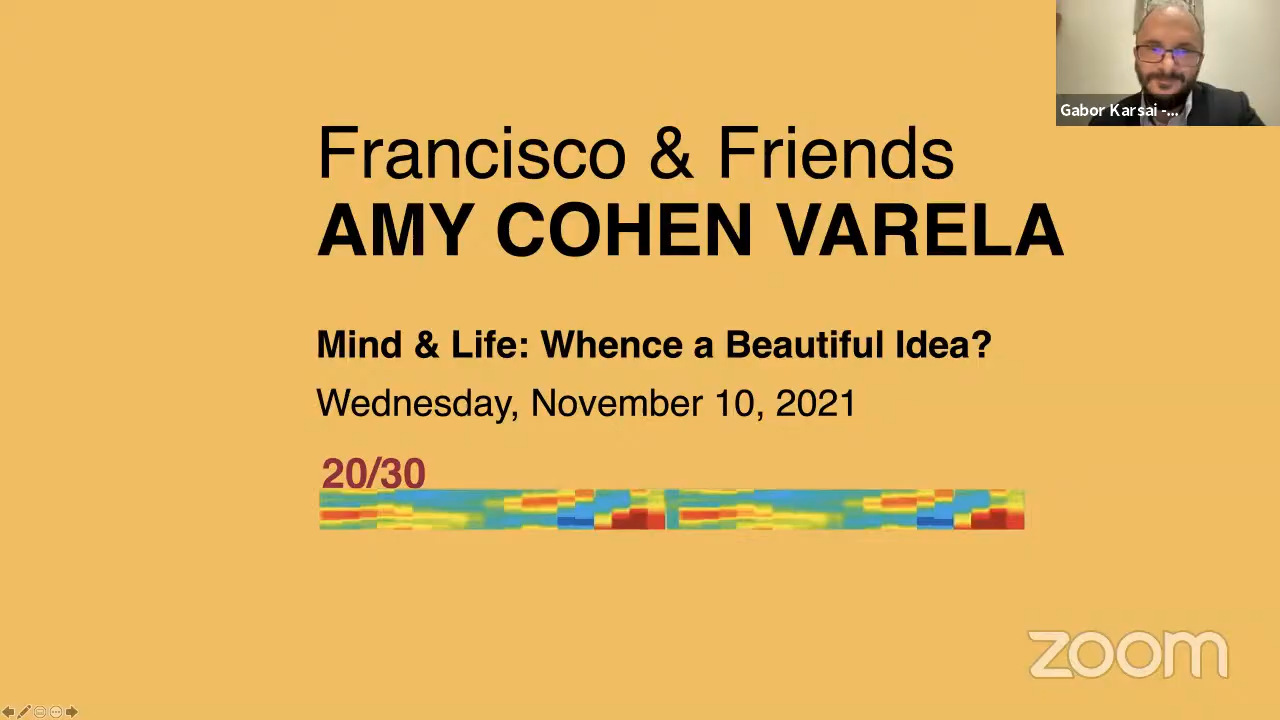 Gabor Karsai -...
Francisco & Friends
AMY COHEN VARELA
Mind & Life: Whence a Beautiful Idea?
Wednesday, November 10, 2021
20/30
zoom